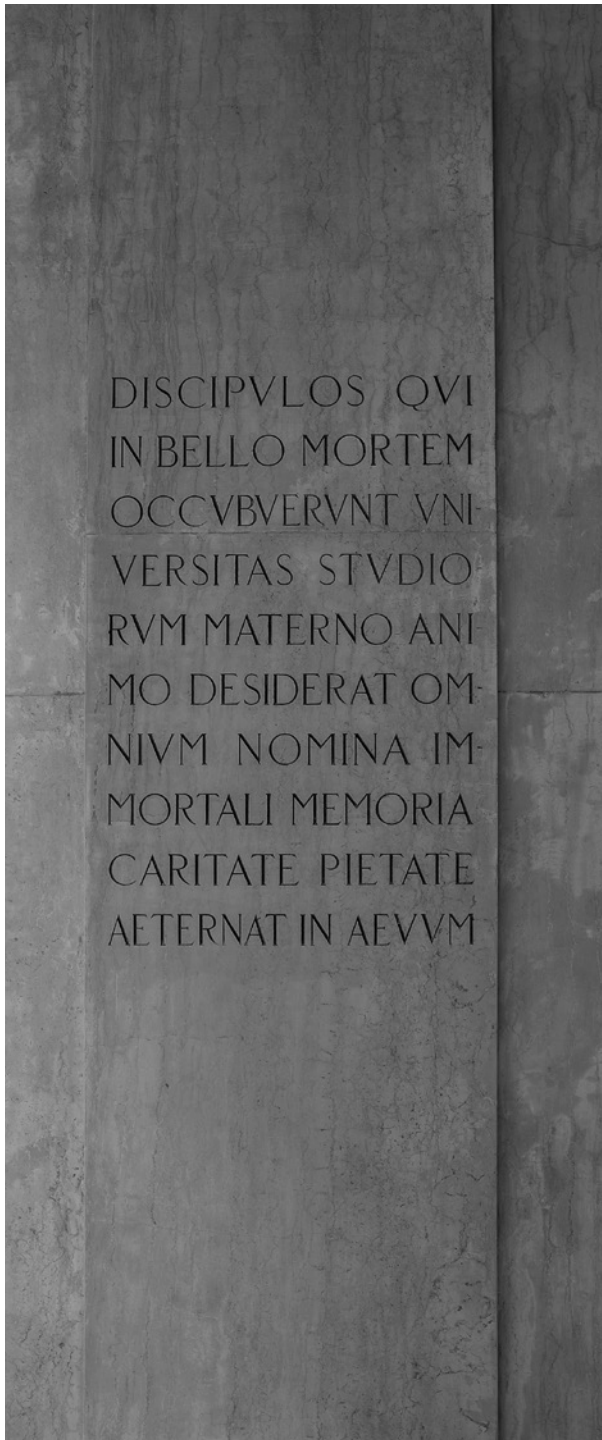 DISCIPVLOS QVI
IN BELLO MORTEM
OCCVBVERVNT VNI-
VERSITAS STVDIO
RVM MATERNO ANI-
MO DESIDERAT OM-
NIVM NOMINA IM-
MORTALI MEMORIA
CARITATE PIETATE
AETERNAT IN AEVVM